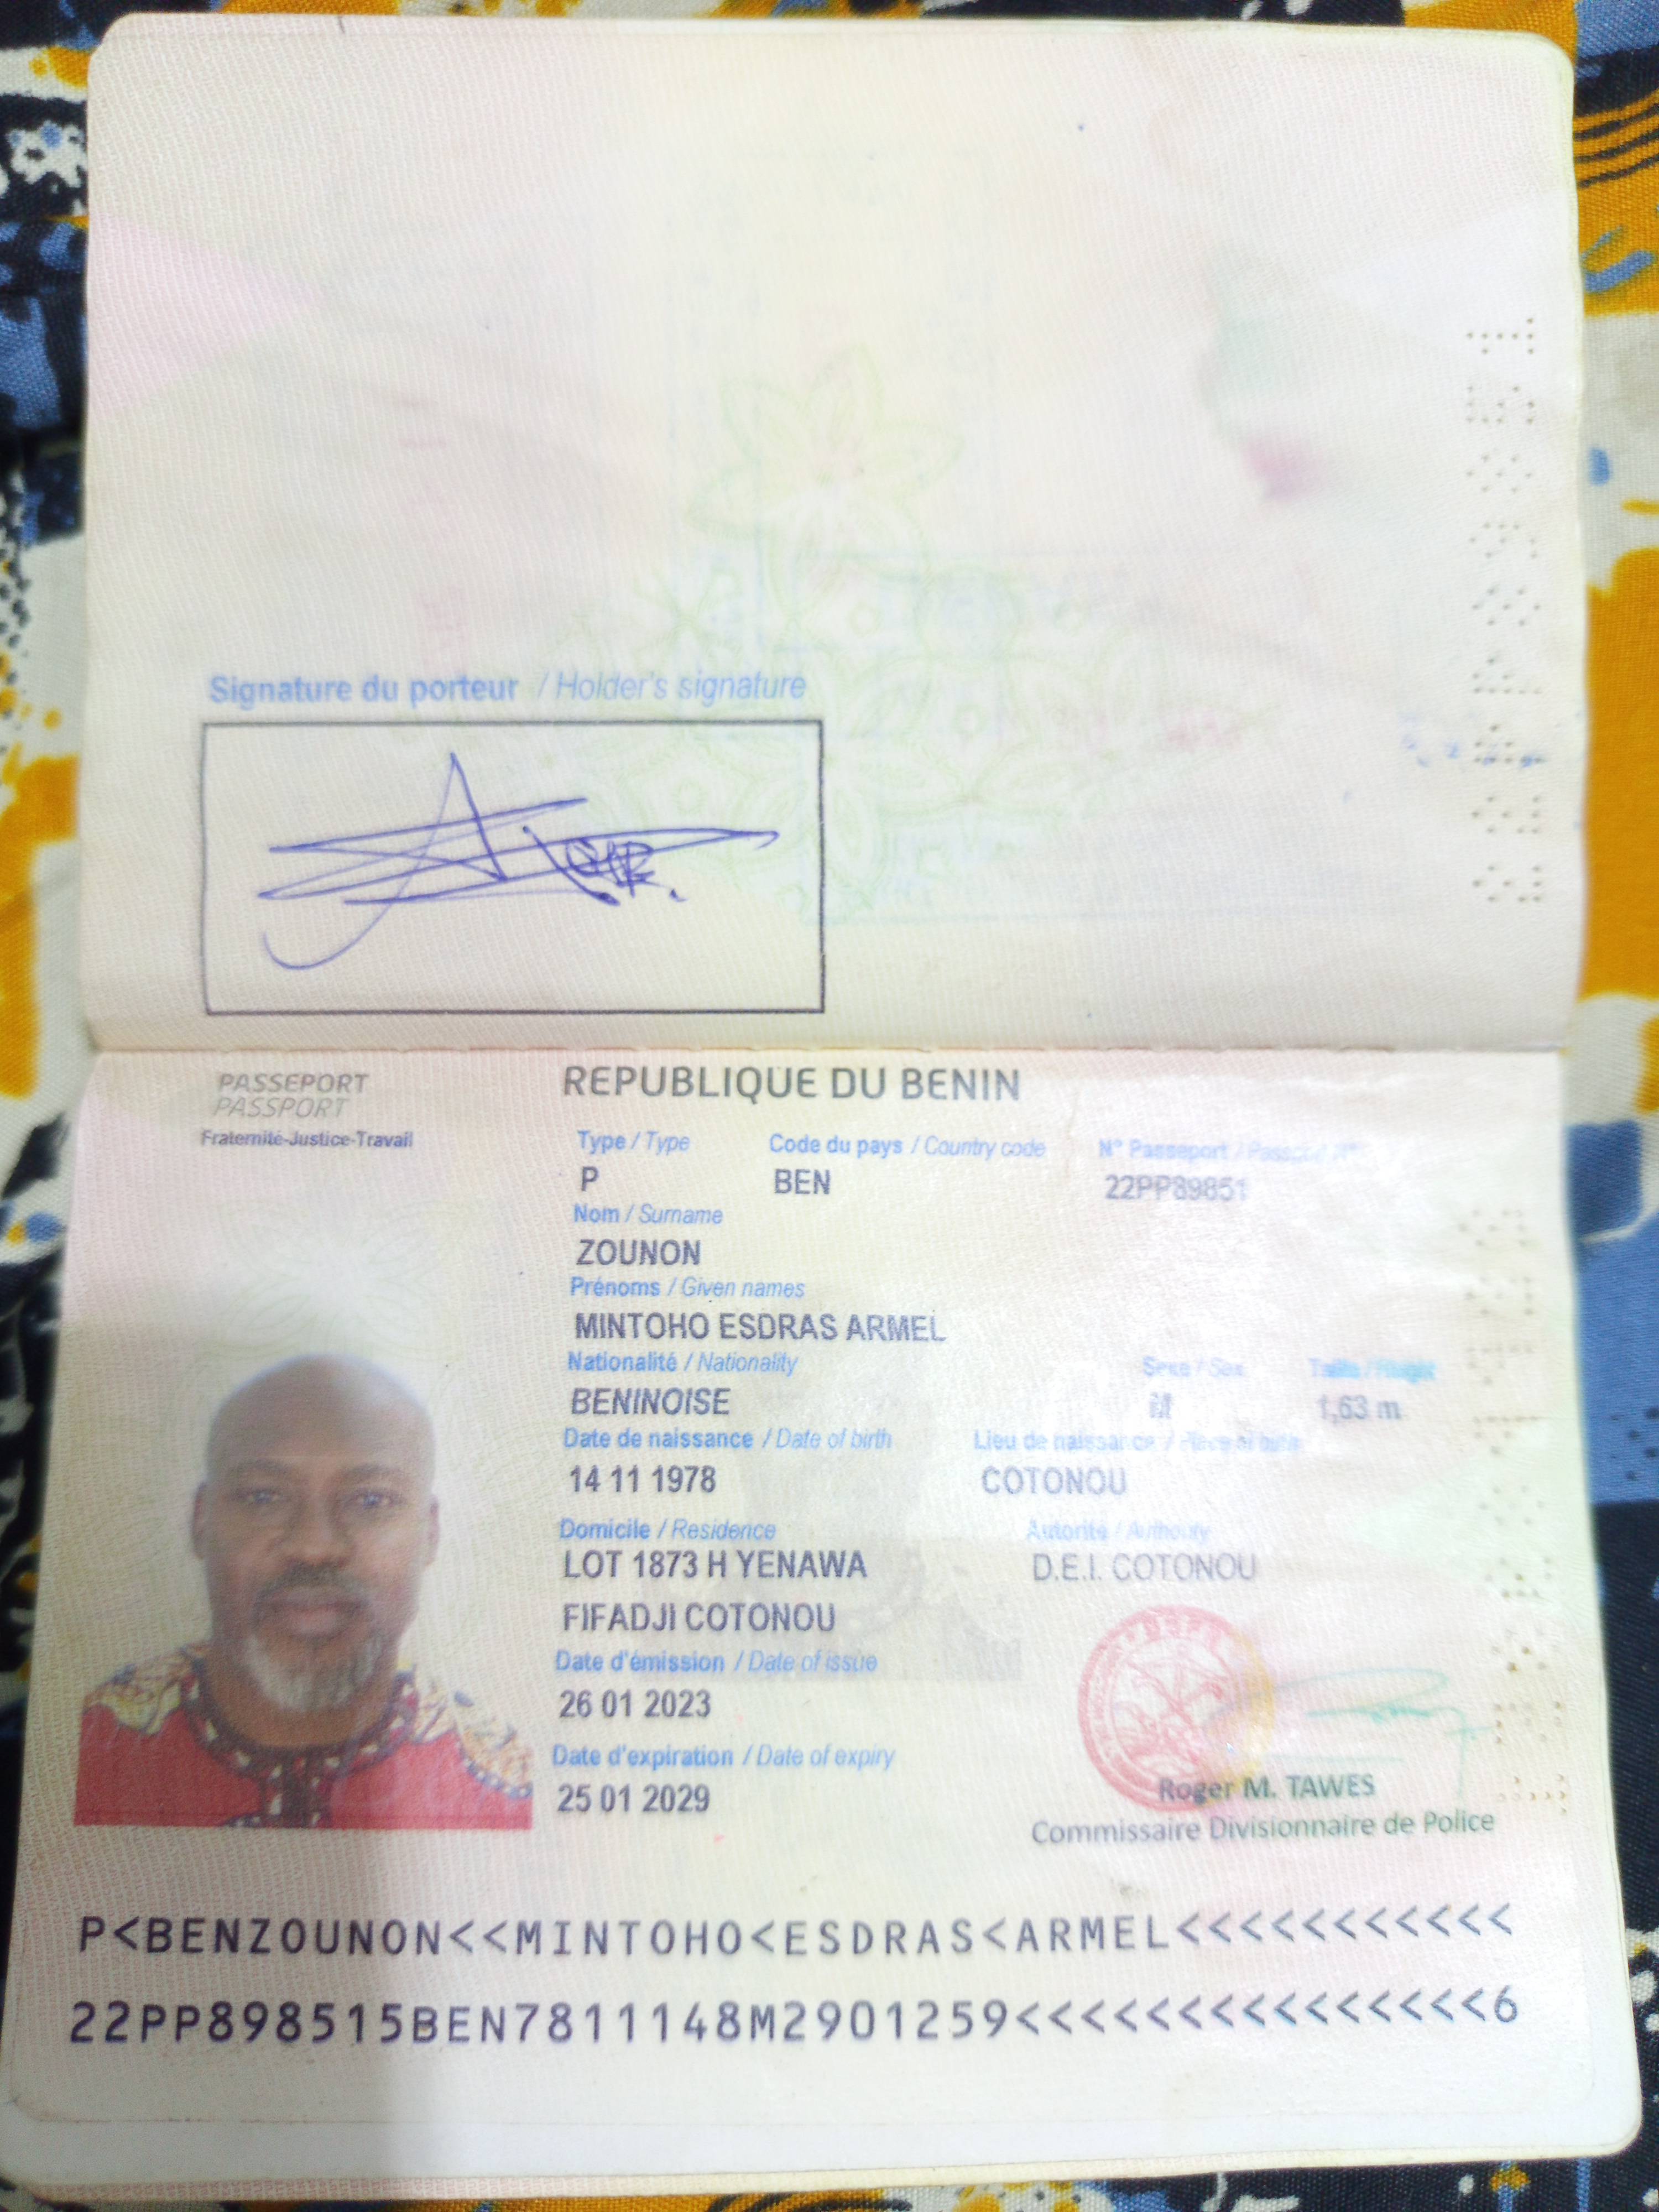 Signature du porteur / Holder's signature
PASSEPORT
PASSPORT
Fraternité-Justice-Travail
REPUBLIQUE DU BENIN
Type / Type Code du pays / Country code N° Passeport / Passport N°
P BEN 22PP89851
Nom / Surname
ZOUNON
Prénoms / Given names
MINTOHO ESDRAS ARMEL
Nationalité / Nationality Sexe / Sex Taille / Height
BENINOISE M 1,63 m
Date de naissance / Date of birth Lieu de naissance / Place of birth
14 11 1978 COTONOU
Domicile / Residence Autorité / Authority
LOT 1873 H YENAWA D.E.I. COTONOU
FIFADJI COTONOU
Date d'émission / Date of issue
26 01 2023
Date d'expiration / Date of expiry
25 01 2029
Roger M. TAWES
Commissaire Divisionnaire de Police
P<BENZOUNON<<MINTOHO<ESDRAS<ARMEL<<<<<<<<<<<
22PP898515BEN7811148M2901259<<<<<<<<<<<<<<<6